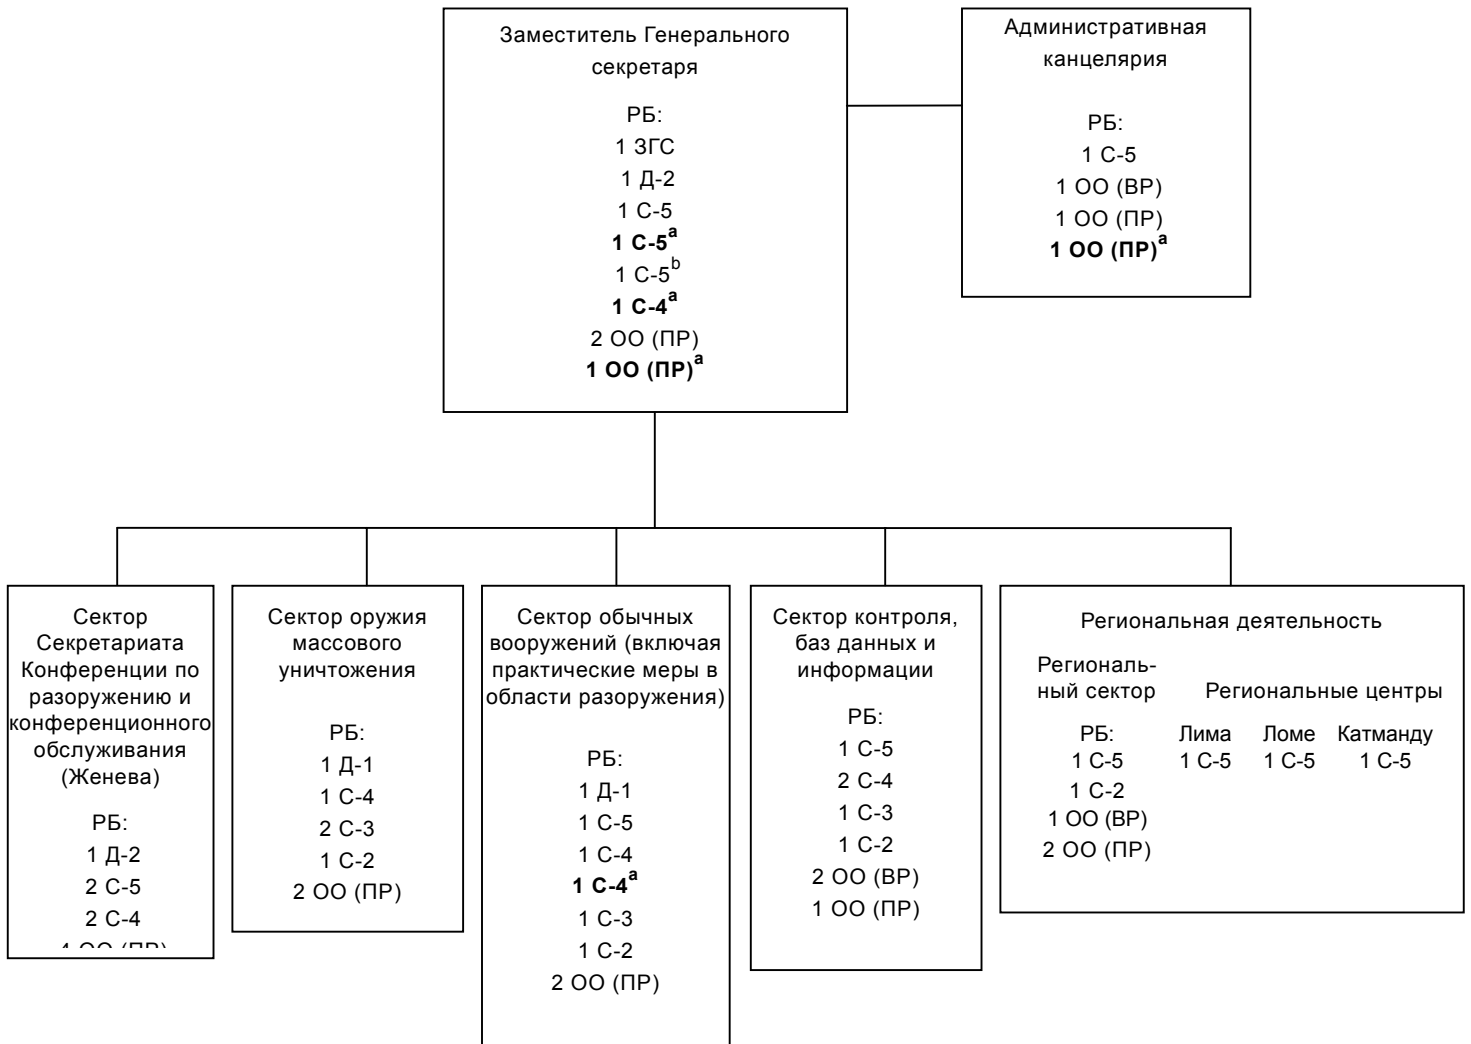 Заместитель Генерального
секретаря
РБ:
1 ЗГС
1 Д-2
1 С-5
1 С-5a
1 С-5b
1 С-4a
2 ОО (ПР)
1 ОО (ПР)a
Административная
канцелярия
РБ:
1 С-5
1 ОО (ВР)
1 ОО (ПР)
1 ОО (ПР)a
Сектор
Секретариата
Конференции по
разоружению и
конференционного
обслуживания
(Женева)
РБ:
1 Д-2
2 С-5
2 С-4
4 ОО (ПР)
Сектор оружия
массового
уничтожения
РБ:
1 Д-1
1 С-4
2 С-3
1 С-2
2 ОО (ПР)
Сектор обычных
вооружений (включая
практические меры в
области разоружения)
РБ:
1 Д-1
1 С-5
1 С-4
1 С-4a
1 С-3
1 С-2
2 ОО (ПР)
Сектор контроля,
баз данных и
информации
РБ:
1 С-5
2 С-4
1 С-3
1 С-2
2 ОО (ВР)
1 ОО (ПР)
Региональная деятельность
Региональ-
ный сектор
РБ:
1 С-5
1 С-2
1 ОО (ВР)
2 ОО (ПР)
Региональные центры
Лима Ломе Катманду
1 С-5 1 С-5 1 С-5